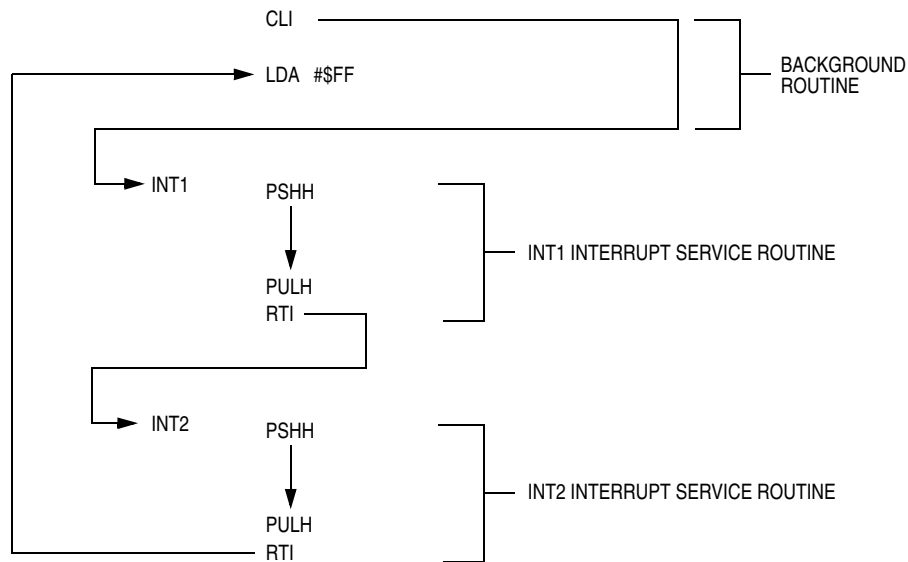 CLI
LDA #$FF
BACKGROUND
ROUTINE
INT1
PSHH
INT1 INTERRUPT SERVICE ROUTINE
PULH
RTI
INT2
PSHH
INT2 INTERRUPT SERVICE ROUTINE
PULH
RTI